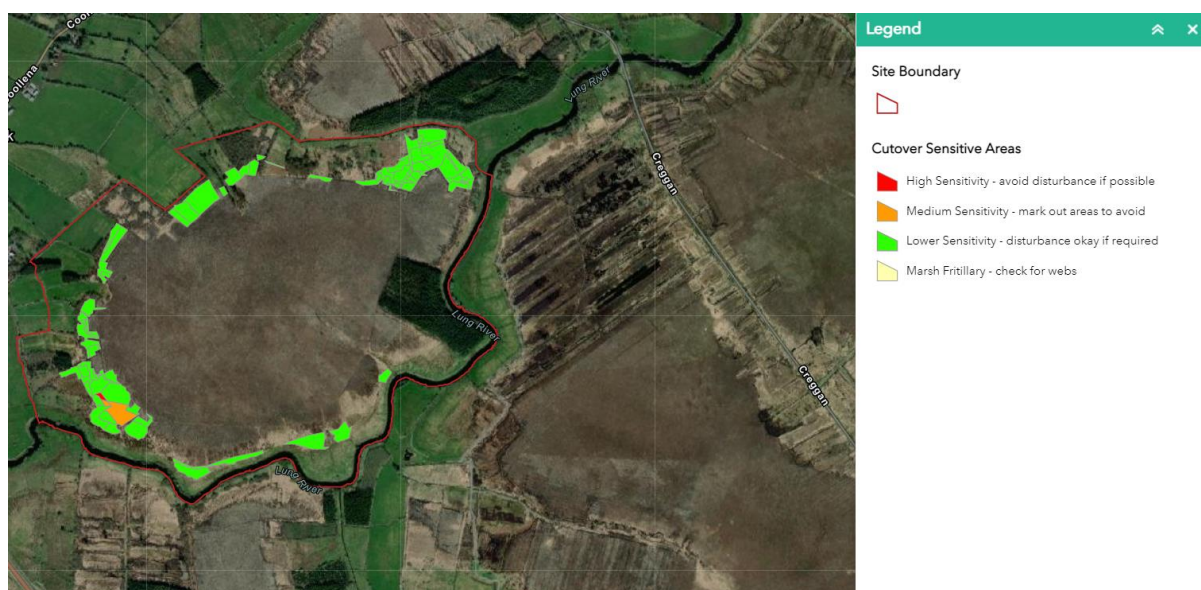 Coollena
Lung River
Creggan
Lung River
Creggan
Lung River
Legend
Site Boundary
Cutover Sensitive Areas
High Sensitivity - avoid disturbance if possible
Medium Sensitivity - mark out areas to avoid
Lower Sensitivity - disturbance okay if required
Marsh Fritillary - check for webs